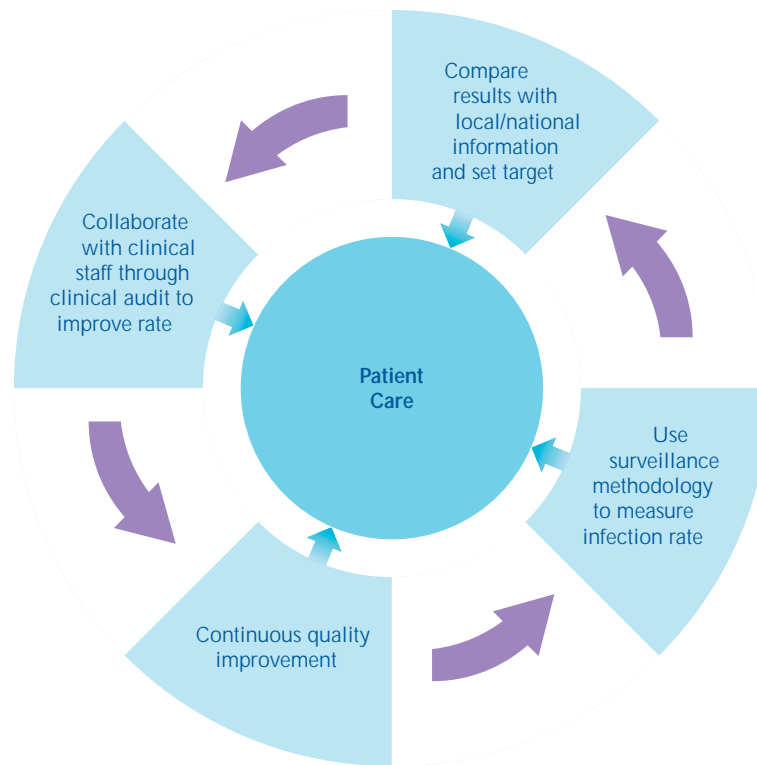 Compare
results with
local/national
information
and set target
Collaborate
with clinical
staff through
clinical audit to
improve rate
Patient
Care
Use
surveillance
methodology
to measure
infection rate
Continuous quality
improvement